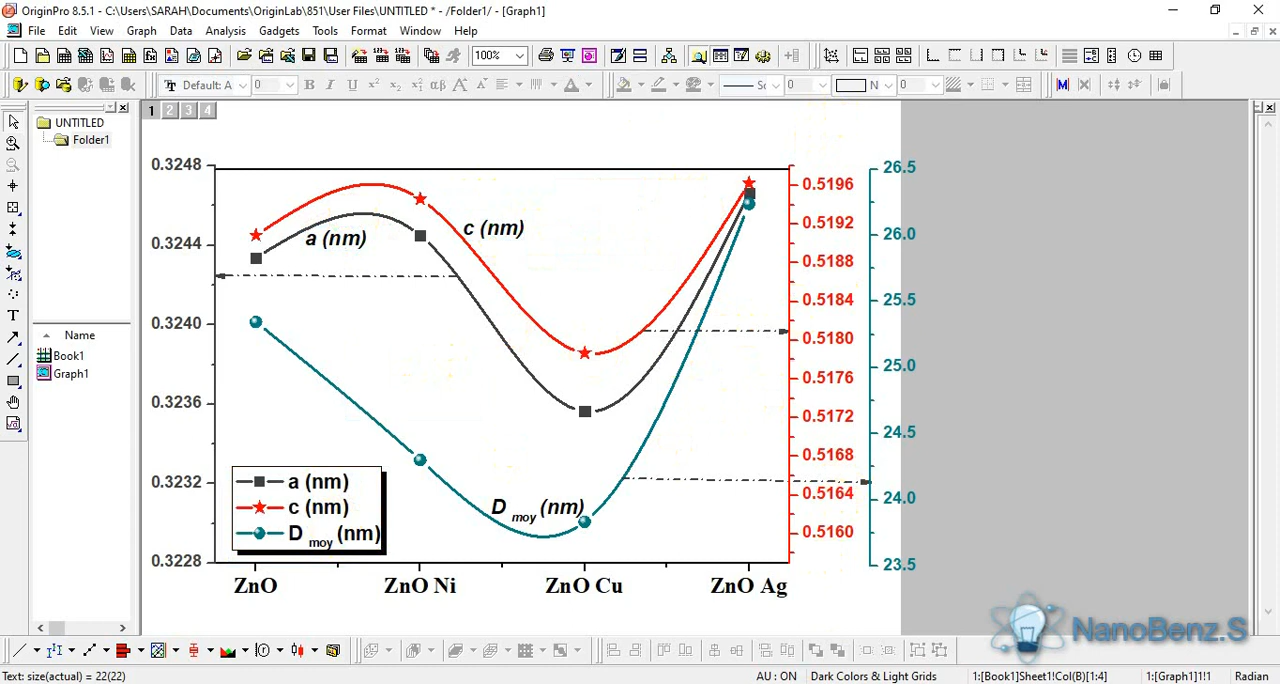 OriginPro 8.5.1 - C:\Users\SARAH\Documents\OriginLab\851\User Files\UNTITLED * - /Folder1/ - [Graph1]
File Edit View Graph Data Analysis Gadgets Tools Format Window Help
100%
Default: A 0 B I U αβ A A 0 N 0
1 2 3 4
UNTITLED
Folder1
Name
Book1
Graph1
0.3248
0.3244
0.3240
0.3236
0.3232
0.3228
a (nm)
c (nm)
D moy (nm)
a (nm)
c (nm)
D moy (nm)
ZnO ZnO Ni ZnO Cu ZnO Ag
0.5196
0.5192
0.5188
0.5184
0.5180
0.5176
0.5172
0.5168
0.5164
0.5160
26.5
26.0
25.5
25.0
24.5
24.0
23.5
NanoBenz.S
Text: size(actual) = 22(22) AU : ON Dark Colors & Light Grids 1:[Book1]Sheet1!Col(B)[1:4] 1:[Graph1]1!1 Radian